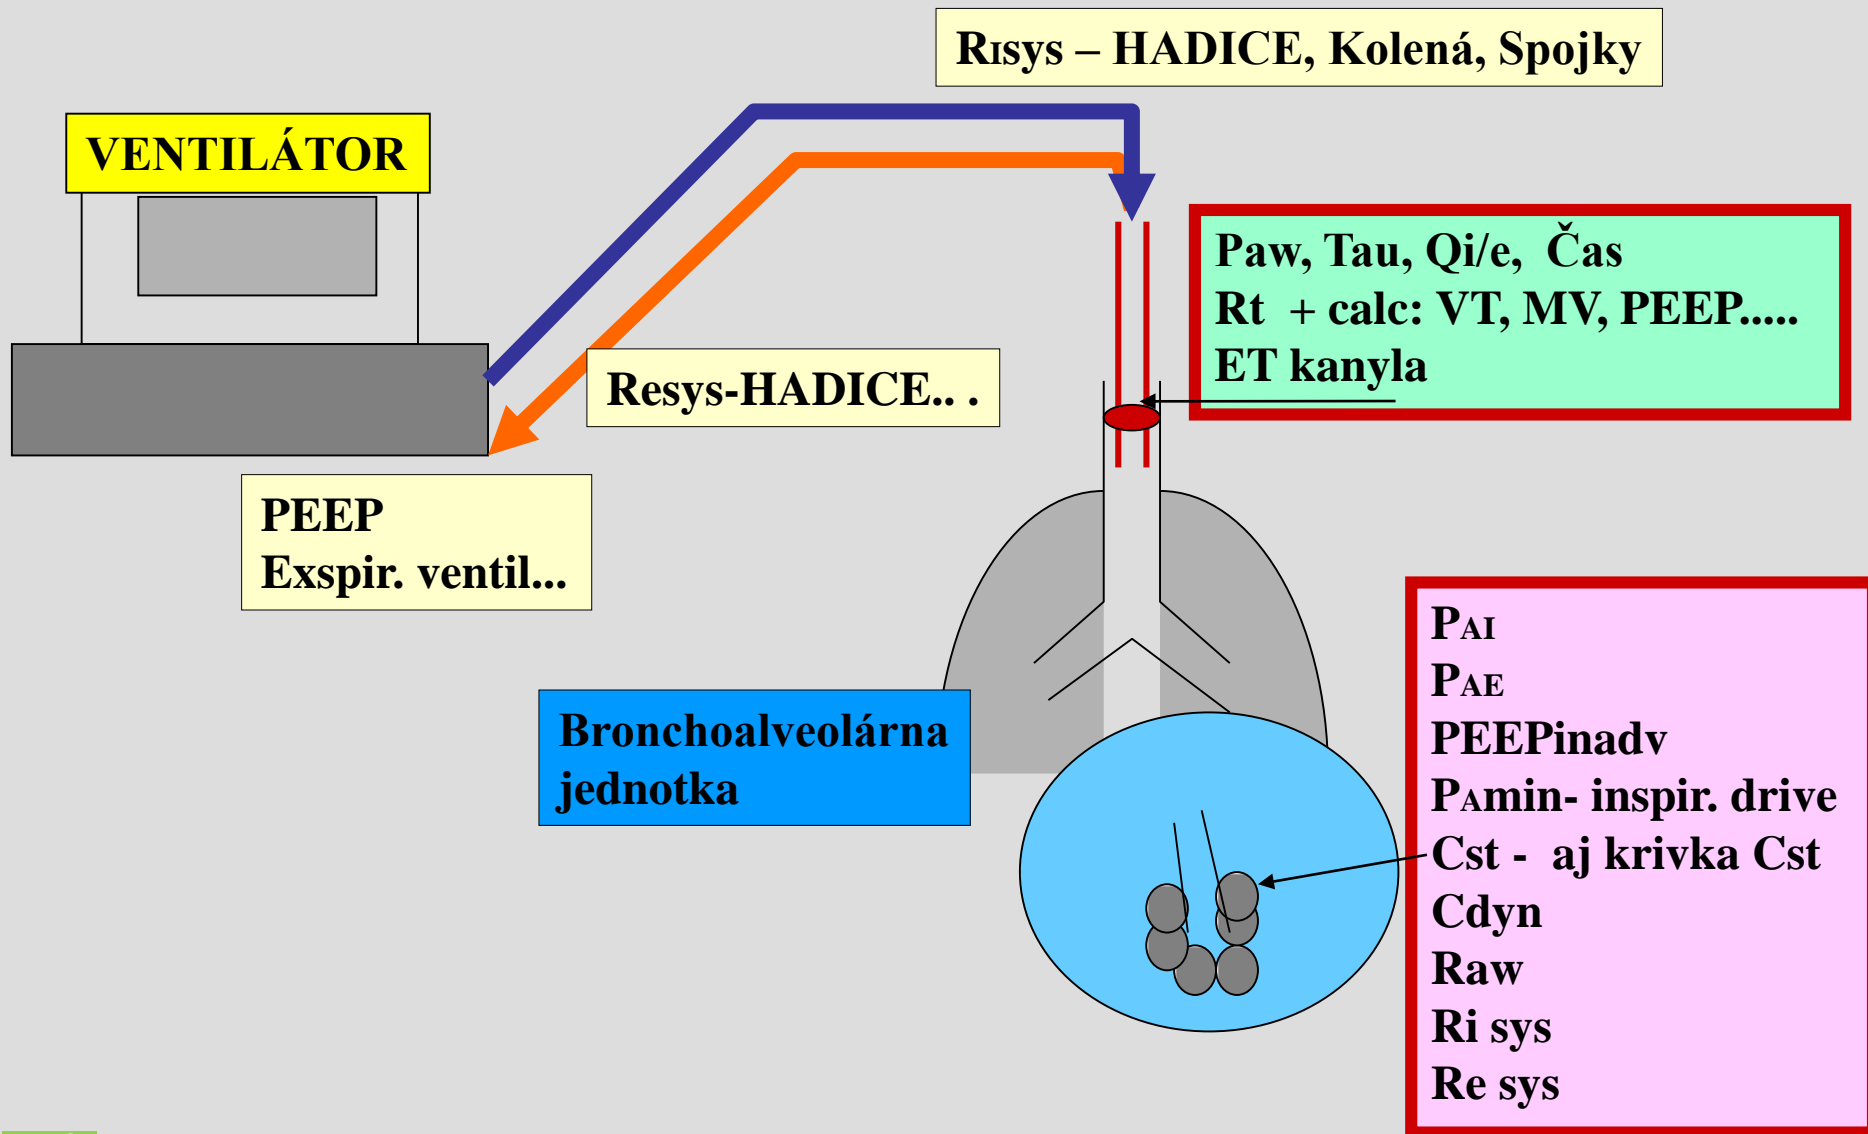 RIsys – HADICE, Kolená, Spojky
VENTILÁTOR
Paw, Tau, Qi/e, Čas
Rt + calc: VT, MV, PEEP.....
ET kanyla
Resys-HADICE.. .
PEEP
Exspir. ventil...
PAI
PAE
PEEPinadv
PAmin- inspir. drive
Cst - aj krivka Cst
Cdyn
Raw
Ri sys
Re sys
Bronchoalveolárna
jednotka